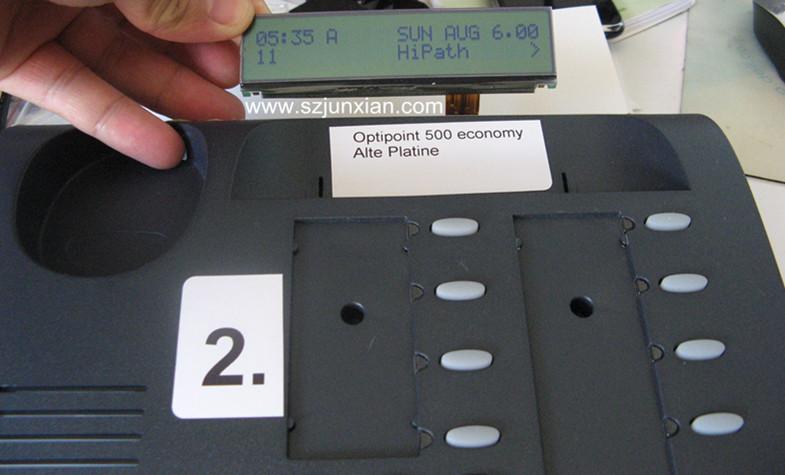 05:35 A SUN AUG 6.00
11 HiPath >
www.szjunxian.com
Optipoint 500 economy
Alte Platine
2.